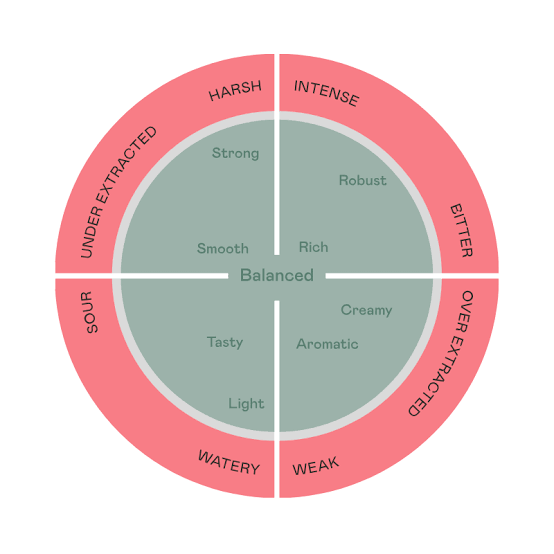 HARSH
INTENSE
UNDER EXTRACTED
Strong
Robust
BITTER
Smooth
Rich
Balanced
SOUR
Creamy
OVER EXTRACTED
Tasty
Aromatic
Light
WATERY
WEAK